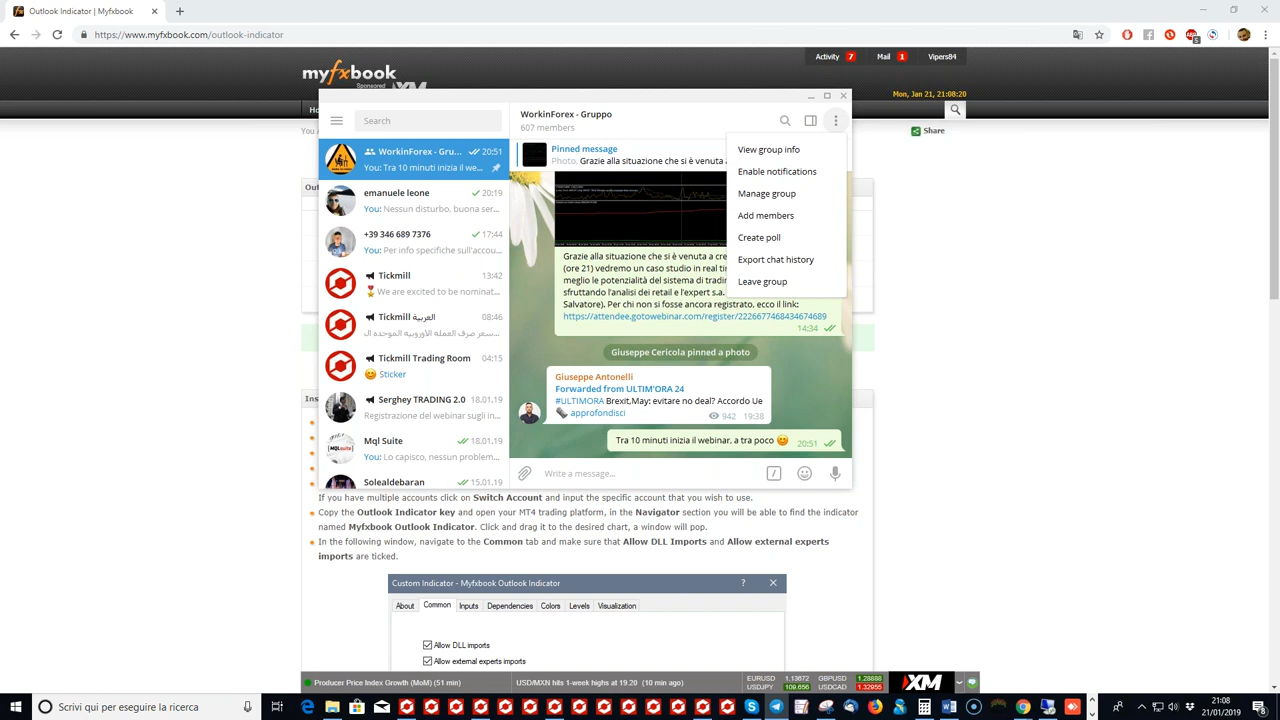 Outlook Indicator | Myfxbook
https://www.myfxbook.com/outlook-indicator
5
myfxbook
Sponsored
XM
Activity 7 Mail 1 Vipers84
Mon, Jan 21, 21:08:20
Share
Search
WorkinForex - Gru... 20:51
You: Tra 10 minuti inizia il we...
emanuele leone 20:19
You: Nessun disturbo, buona ser...
+39 346 689 7376 17:44
You: Per info specifiche sull'accou...
Tickmill 13:42
We are excited to be nominat...
Tickmill العربية 08:46
سعر صرف العمله الاوروبيه الموحده ال
Tickmill Trading Room 04:15
Sticker
Serghey TRADING 2.0 18.01.19
Registrazione del webinar sugli in...
Mql Suite 18.01.19
You: Lo capisco, nessun problem...
Solealdebaran 15.01.19
WorkinForex - Gruppo
607 members
Pinned message
Photo, Grazie alla situazione che si è venuta a
View group info
Enable notifications
Manage group
Add members
Create poll
Export chat history
Leave group
Grazie alla situazione che si è venuta a cre
(ore 21) vedremo un caso studio in real ti
meglio le potenzialità del sistema di tradin
sfruttando l'analisi dei retail e l'expert s.a.
Salvatore). Per chi non si fosse ancora registrato, ecco il link:
https://attendee.gotowebinar.com/register/2226677468434674689
14:34
Giuseppe Cericola pinned a photo
Giuseppe Antonelli
Forwarded from ULTIM'ORA 24
#ULTIMORA Brexit,May: evitare no deal? Accordo Ue
approfondisci 942 19:38
Tra 10 minuti inizia il webinar, a tra poco 20:51
Write a message...
If you have multiple accounts click on Switch Account and input the specific account that you wish to use.
Copy the Outlook Indicator key and open your MT4 trading platform, in the Navigator section you will be able to find the indicator
named Myfxbook Outlook Indicator. Click and drag it to the desired chart, a window will pop.
In the following window, navigate to the Common tab and make sure that Allow DLL Imports and Allow external experts
imports are ticked.
Custom Indicator - Myfxbook Outlook Indicator ?
About Common Inputs Dependencies Colors Levels Visualization
Allow DLL imports
Allow external experts imports
Producer Price Index Growth (MoM) (51 min) USD/MXN hits 1-week highs at 19.20 (10 min ago)
EURUSD 1.13672 GBPUSD 1.28888
USDJPY 109.656 USDCAD 1.32955
XM
Scrivi qui per eseguire la ricerca
21:08
21/01/2019